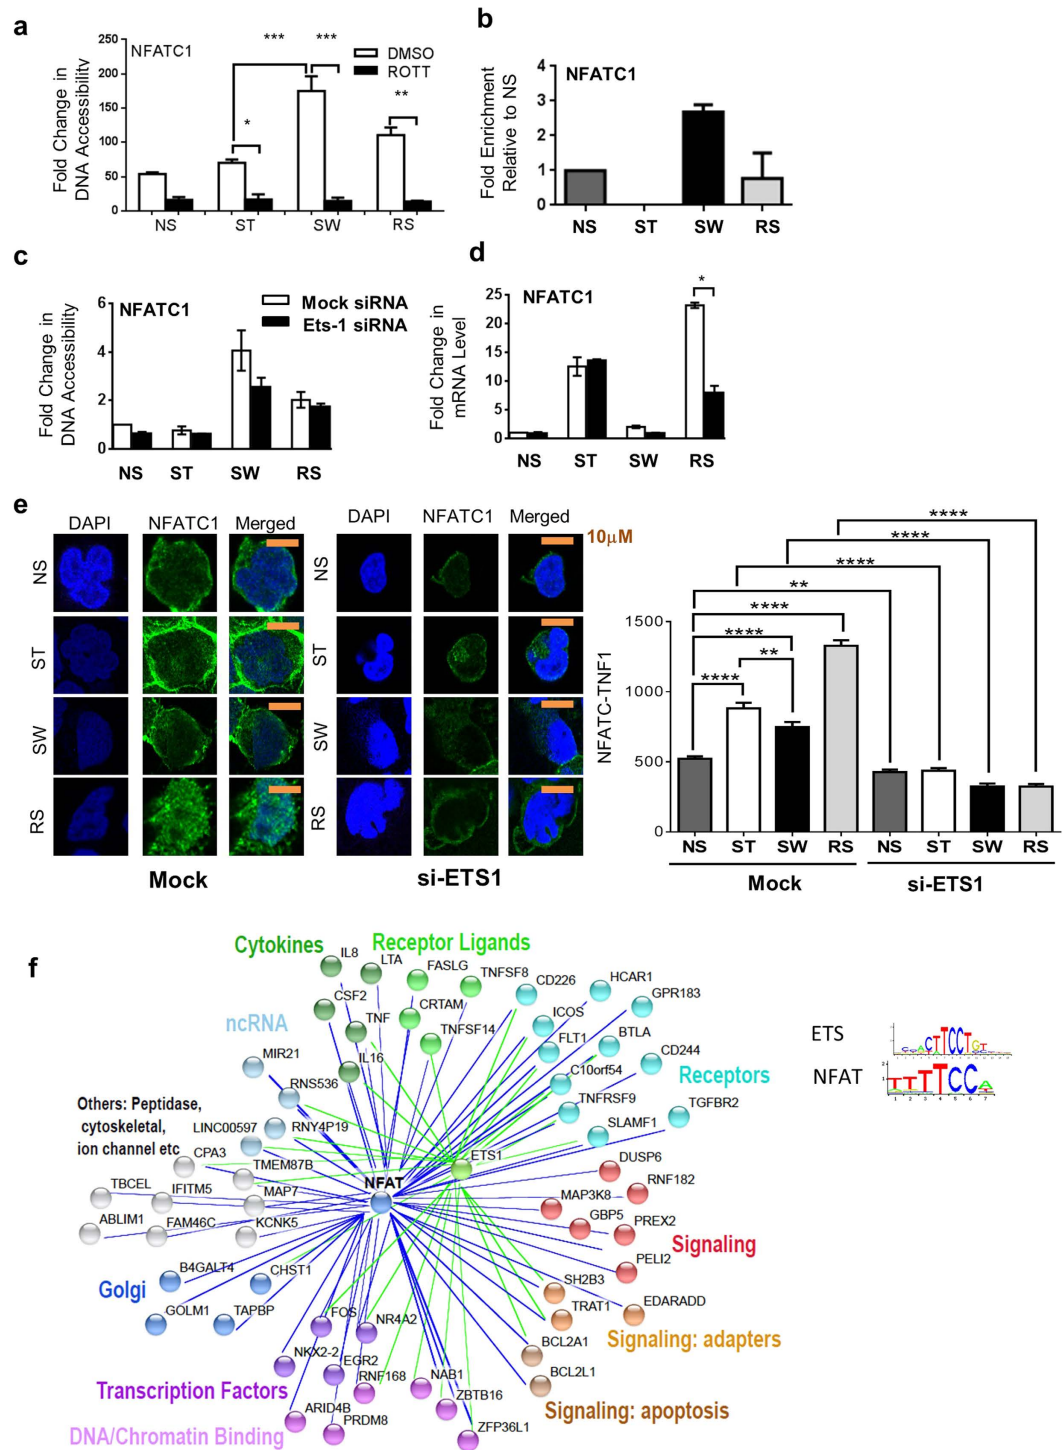 a
NFATC1
DMSO
ROTT
***
***
*
**
Fold Change in
DNA Accessibility
250
200
150
100
50
0
NS
ST
SW
RS
b
NFATC1
Fold Enrichment
Relative to NS
4
3
2
1
0
NS
ST
SW
RS
c
NFATC1
Mock siRNA
Ets-1 siRNA
Fold Change in
DNA Accessibility
6
4
2
0
NS
ST
SW
RS
d
NFATC1
*
Fold Change in
mRNA Level
25
20
15
10
5
0
NS
ST
SW
RS
e
DAPI
NFATC1
Merged
DAPI
NFATC1
Merged
10µM
NS
ST
SW
RS
NS
ST
SW
RS
Mock
si-ETS1
****
****
****
**
****
****
**
****
NFATC-TNF1
1500
1000
500
0
NS
ST
SW
RS
NS
ST
SW
RS
Mock
si-ETS1
f
Cytokines
Receptor Ligands
IL8
LTA
FASLG
TNFSF8
CD226
HCAR1
GPR183
CSF2
CRTAM
TNF
TNFSF14
ICOS
FLT1
BTLA
ncRNA
MIR21
IL16
C10orf54
CD244
Receptors
RNS536
TNFRSF9
TGFBR2
Others: Peptidase,
cytoskeletal,
ion channel etc
LINC00597
RNY4P19
SLAMF1
CPA3
TMEM87B
ETS1
DUSP6
NFAT
RNF182
TBCEL
IFITM5
MAP7
MAP3K8
ABLIM1
FAM46C
KCNK5
GBP5
PREX2
Signaling
PELI2
Golgi
B4GALT4
CHST1
SH2B3
GOLM1
TAPBP
FOS
NR4A2
TRAT1
EDARADD
Signaling: adapters
NKX2-2
EGR2
BCL2A1
RNF168
NAB1
BCL2L1
Transcription Factors
ZBTB16
Signaling: apoptosis
ARID4B
PRDM8
ZFP36L1
DNA/Chromatin Binding
ETS
NFAT
TTTTCCA
1 2 3 4 5 6 7